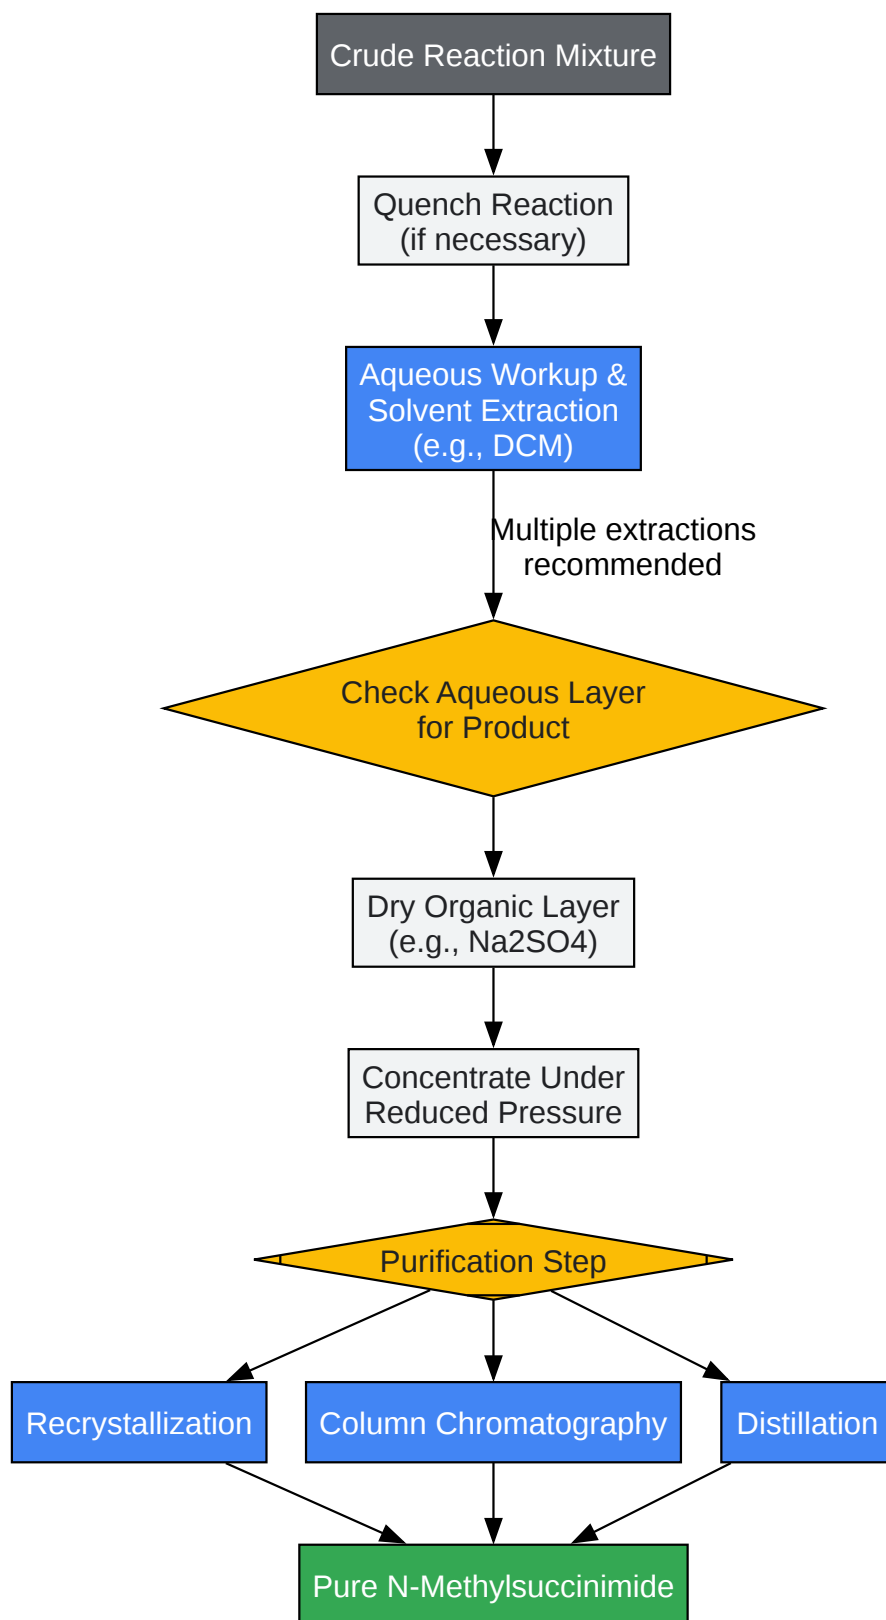 Crude Reaction Mixture
Quench Reaction
(if necessary)
Aqueous Workup &
Solvent Extraction
(e.g., DCM)
Multiple extractions
recommended
Check Aqueous Layer
for Product
Dry Organic Layer
(e.g., Na2SO4)
Concentrate Under
Reduced Pressure
Purification Step
Recrystallization
Column Chromatography
Distillation
Pure N-Methylsuccinimide